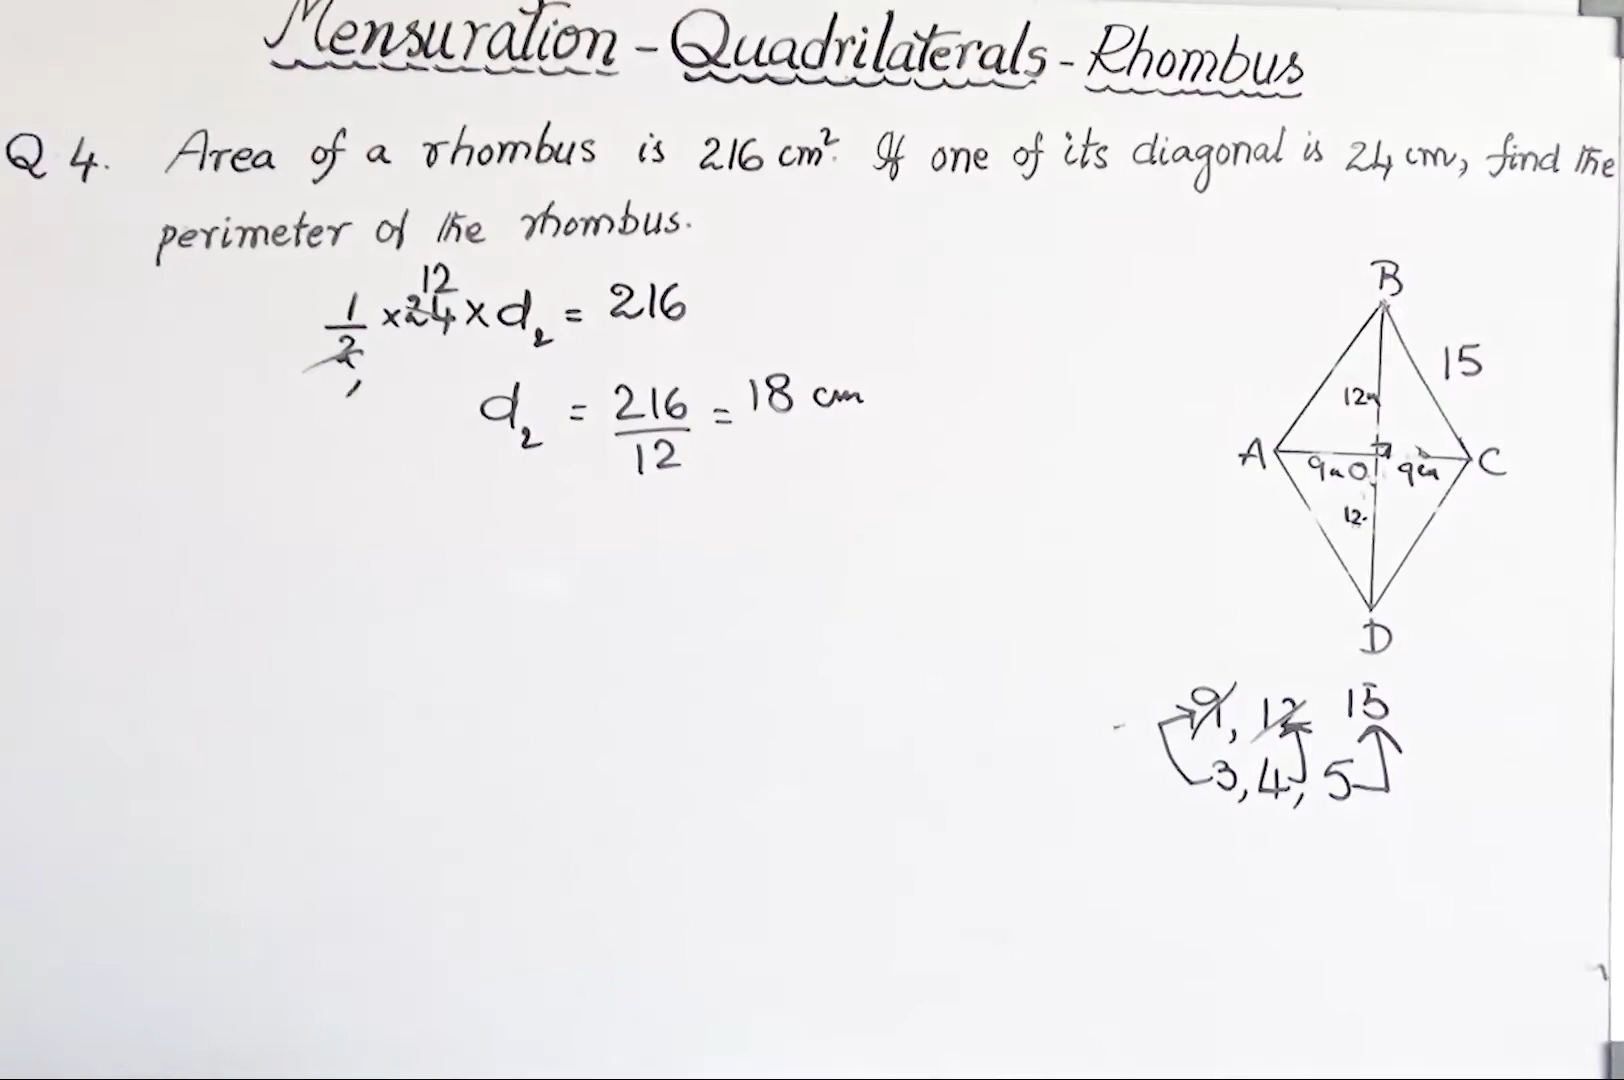 Mensuration - Quadrilaterals - Rhombus
Q 4. Area of a rhombus is 216 cm². If one of its diagonal is 24 cm, find the
perimeter of the rhombus.
12
1/2 × 24 × d₂ = 216
1
d₂ = 216/12 = 18 cm
B
15
12
A 9 O 9cm C
12
D
9, 12 15
3, 4, 5